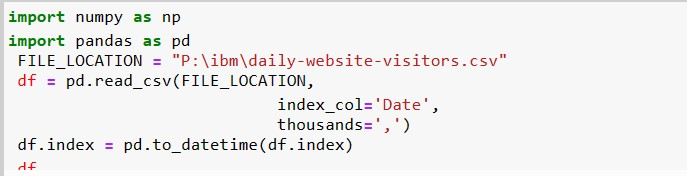 import numpy as np
import pandas as pd
FILE_LOCATION = "P:\ibm\daily-website-visitors.csv"
df = pd.read_csv(FILE_LOCATION,
index_col='Date',
thousands=',')
df.index = pd.to_datetime(df.index)
df